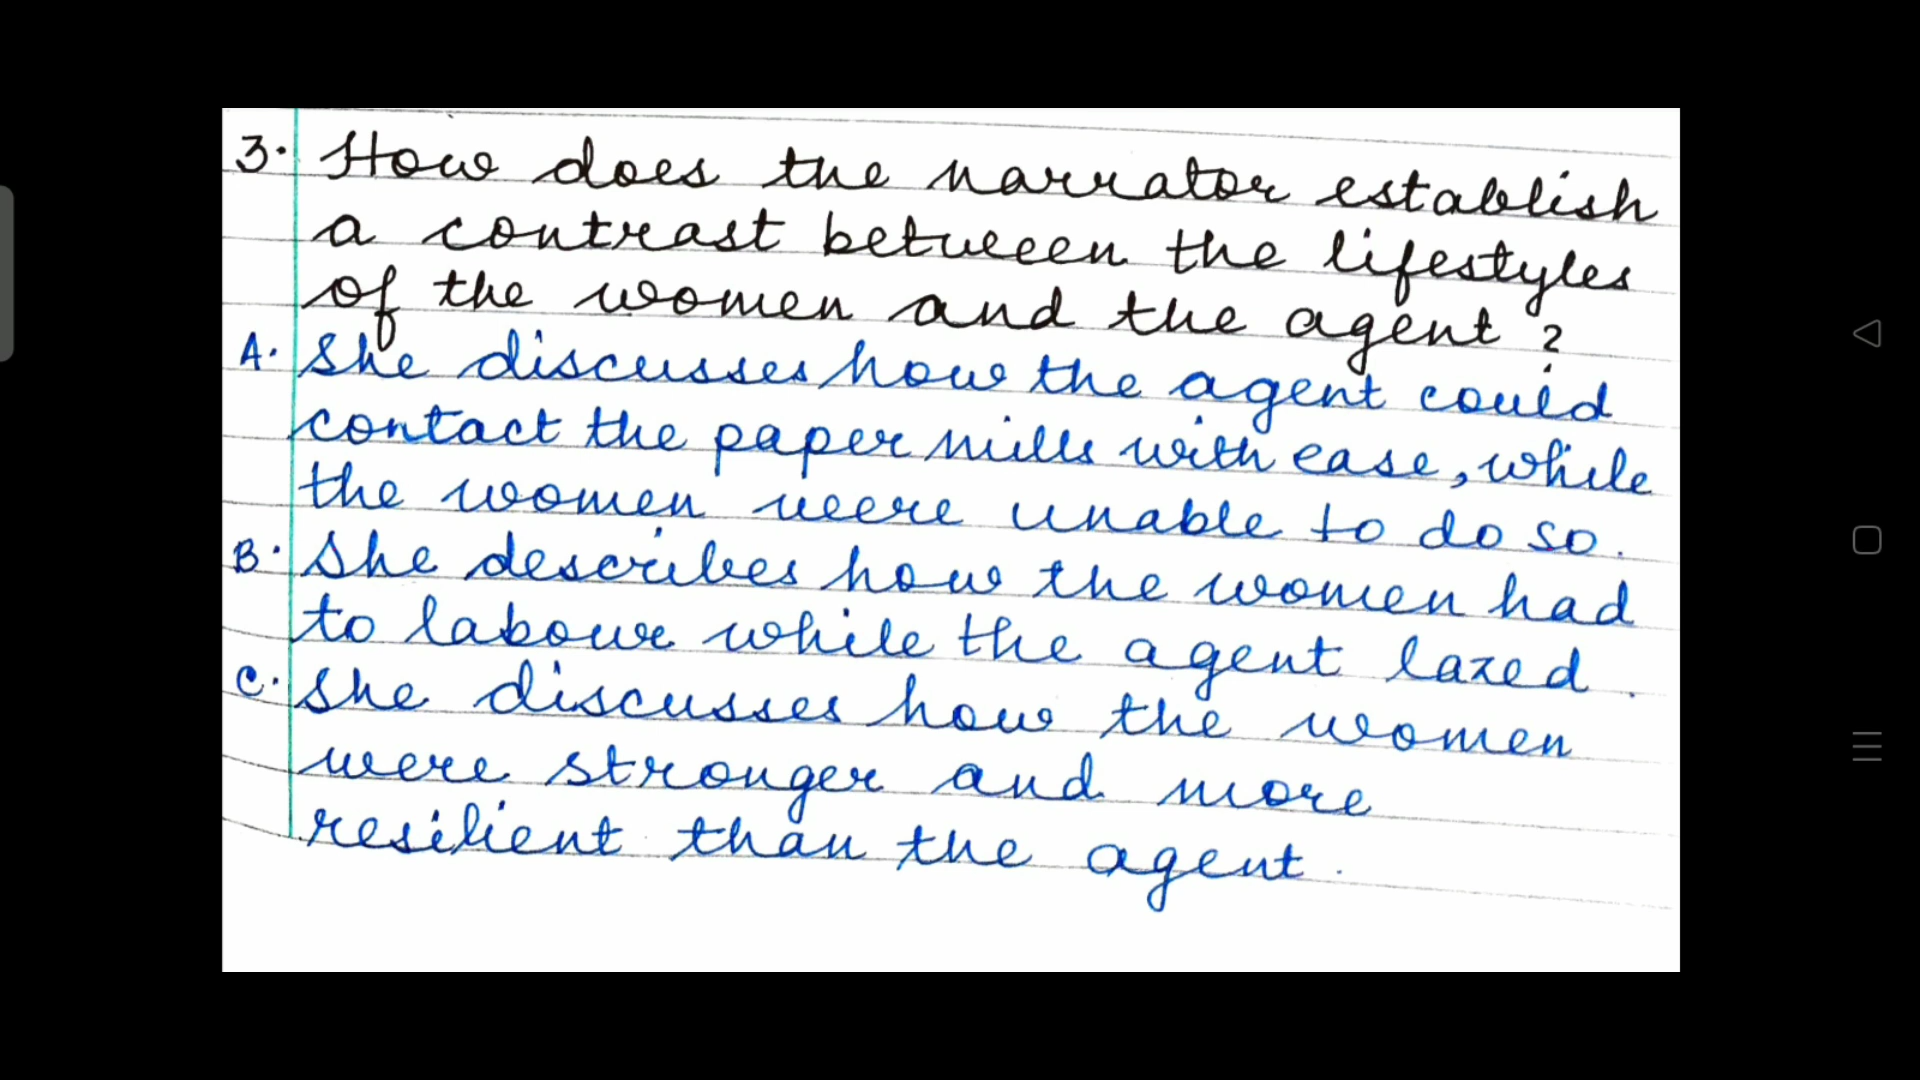 3. How does the narrator establish
a contrast between the lifestyles
of the women and the agent?
A. She discusses how the agent could
contact the paper mills with ease, while
the women were unable to do so.
B. She describes how the women had
to labour while the agent lazed.
C. She discusses how the women
were stronger and more
resilient than the agent.